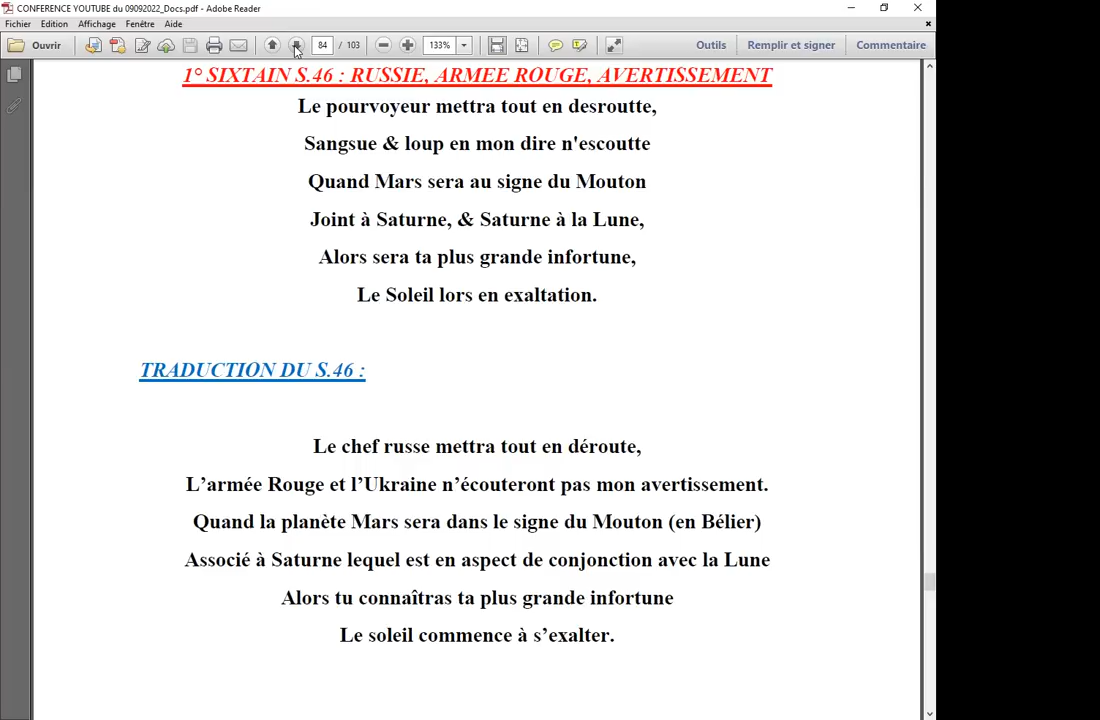 CONFERENCE YOUTUBE du 09092022_Docs.pdf - Adobe Reader
Fichier Edition Affichage Fenêtre Aide
Ouvrir 84 / 103 133% Outils Remplir et signer Commentaire
1° SIXTAIN S.46 : RUSSIE, ARMEE ROUGE, AVERTISSEMENT
Le pourvoyeur mettra tout en desroutte,
Sangsue & loup en mon dire n'escoutte
Quand Mars sera au signe du Mouton
Joint à Saturne, & Saturne à la Lune,
Alors sera ta plus grande infortune,
Le Soleil lors en exaltation.
TRADUCTION DU S.46 :
Le chef russe mettra tout en déroute,
L’armée Rouge et l’Ukraine n’écouteront pas mon avertissement.
Quand la planète Mars sera dans le signe du Mouton (en Bélier)
Associé à Saturne lequel est en aspect de conjonction avec la Lune
Alors tu connaîtras ta plus grande infortune
Le soleil commence à s’exalter.